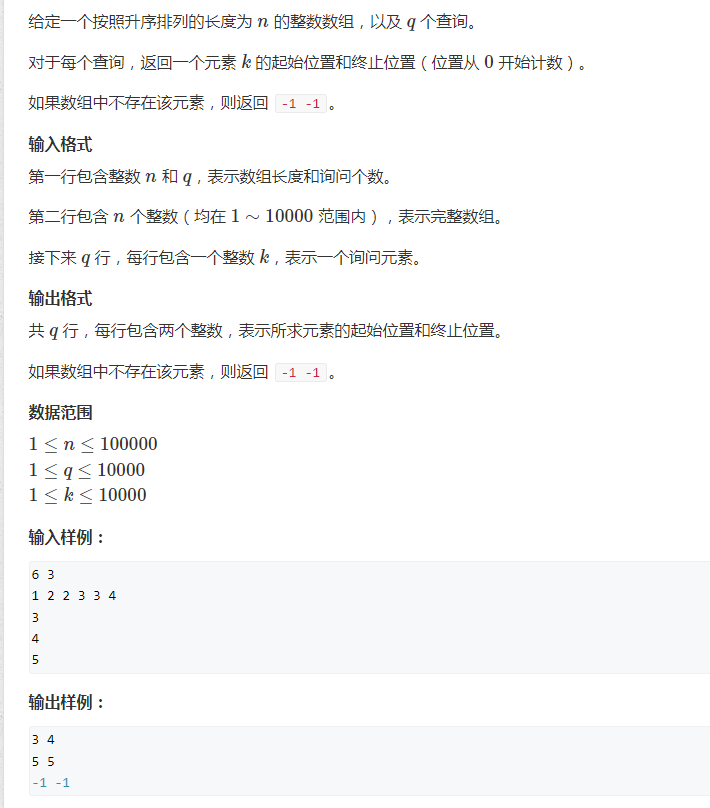 给定一个按照升序排列的长度为 n 的整数数组，以及 q 个查询。
对于每个查询，返回一个元素 k 的起始位置和终止位置（位置从 0 开始计数）。
如果数组中不存在该元素，则返回 -1 -1 。
输入格式
第一行包含整数 n 和 q，表示数组长度和询问个数。
第二行包含 n 个整数（均在 1 ∼ 10000 范围内），表示完整数组。
接下来 q 行，每行包含一个整数 k，表示一个询问元素。
输出格式
共 q 行，每行包含两个整数，表示所求元素的起始位置和终止位置。
如果数组中不存在该元素，则返回 -1 -1 。
数据范围
1 ≤ n ≤ 100000
1 ≤ q ≤ 10000
1 ≤ k ≤ 10000
输入样例：
6 3
1 2 2 3 3 4
3
4
5
输出样例：
3 4
5 5
-1 -1